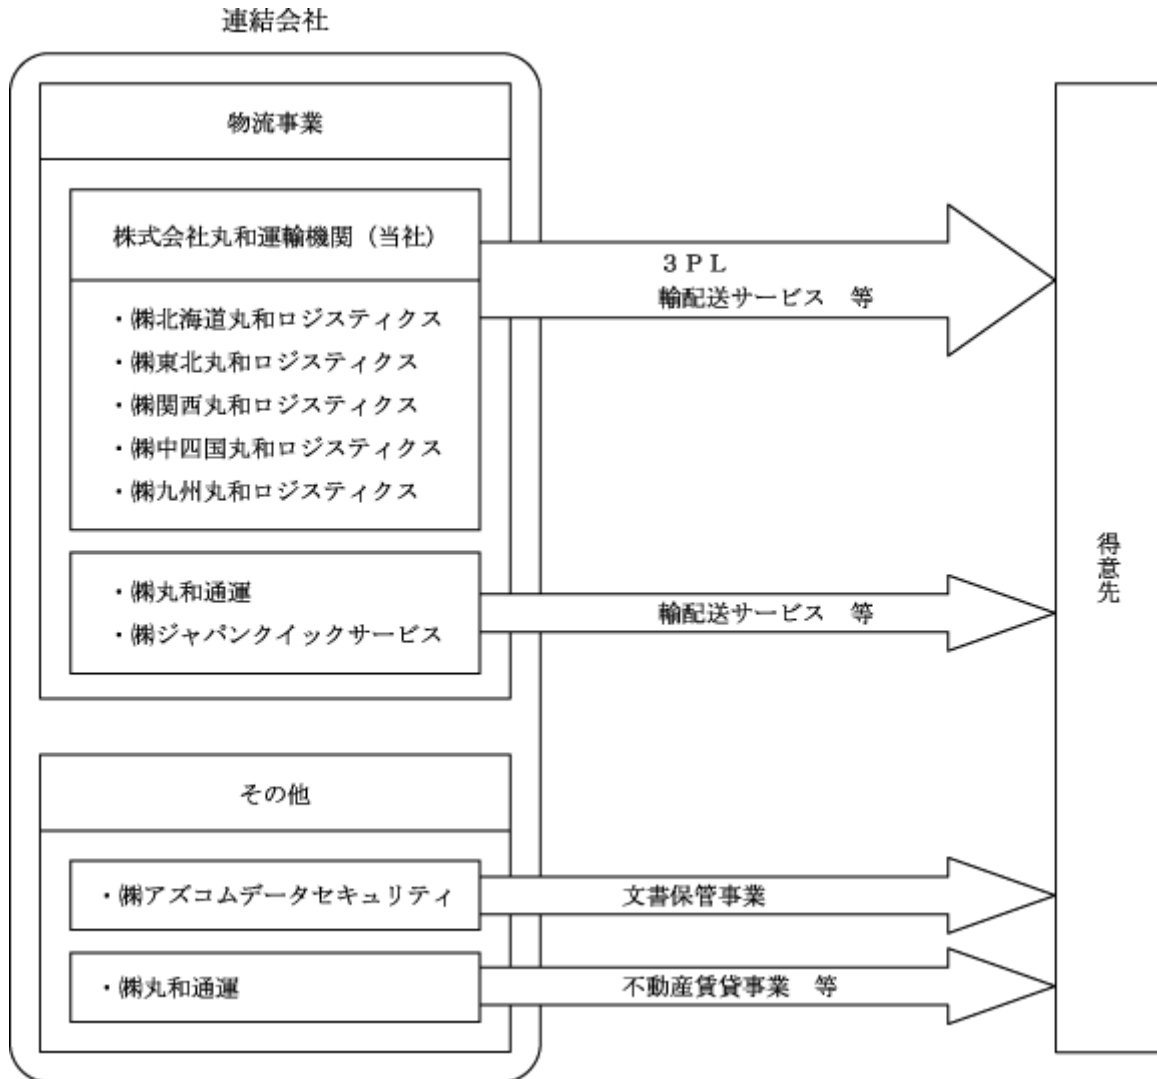 連結会社
物流事業
株式会社丸和運輸機関（当社）
・㈱北海道丸和ロジスティクス
・㈱東北丸和ロジスティクス
・㈱関西丸和ロジスティクス
・㈱中四国丸和ロジスティクス
・㈱九州丸和ロジスティクス
３ＰＬ
輸配送サービス　等
・㈱丸和通運
・㈱ジャパンクイックサービス
輸配送サービス　等
その他
・㈱アズコムデータセキュリティ
文書保管事業
・㈱丸和通運
不動産賃貸事業　等
得意先